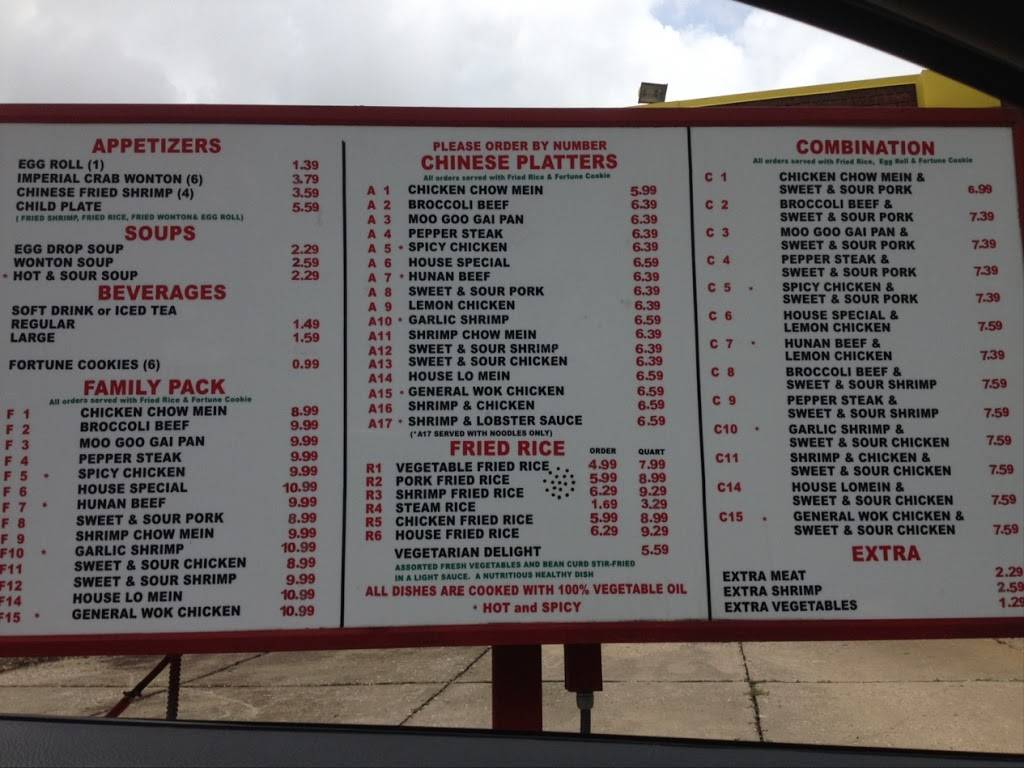 APPETIZERS
EGG ROLL (1) 1.39
IMPERIAL CRAB WONTON (6) 3.79
CHINESE FRIED SHRIMP (4) 3.59
CHILD PLATE 5.59
( FRIED SHRIMP, FRIED RICE, FRIED WONTON & EGG ROLL)
SOUPS
EGG DROP SOUP 2.29
WONTON SOUP 2.59
* HOT & SOUR SOUP 2.29
BEVERAGES
SOFT DRINK or ICED TEA
REGULAR 1.49
LARGE 1.59
FORTUNE COOKIES (6) 0.99
FAMILY PACK
All orders served with Fried Rice & Fortune Cookie
F 1 CHICKEN CHOW MEIN 8.99
F 2 BROCCOLI BEEF 9.99
F 3 MOO GOO GAI PAN 9.99
F 4 PEPPER STEAK 9.99
F 5 * SPICY CHICKEN 9.99
F 6 HOUSE SPECIAL 10.99
F 7 * HUNAN BEEF 9.99
F 8 SWEET & SOUR PORK 8.99
F 9 SHRIMP CHOW MEIN 9.99
F10 * GARLIC SHRIMP 10.99
F11 SWEET & SOUR CHICKEN 8.99
F12 SWEET & SOUR SHRIMP 9.99
F14 HOUSE LO MEIN 10.99
F15 * GENERAL WOK CHICKEN 10.99
PLEASE ORDER BY NUMBER
CHINESE PLATTERS
All orders served with Fried Rice & Fortune Cookie
A 1 CHICKEN CHOW MEIN 5.99
A 2 BROCCOLI BEEF 6.39
A 3 MOO GOO GAI PAN 6.39
A 4 PEPPER STEAK 6.39
A 5 * SPICY CHICKEN 6.39
A 6 HOUSE SPECIAL 6.59
A 7 * HUNAN BEEF 6.39
A 8 SWEET & SOUR PORK 6.39
A 9 LEMON CHICKEN 6.39
A10 * GARLIC SHRIMP 6.59
A11 SHRIMP CHOW MEIN 6.39
A12 SWEET & SOUR SHRIMP 6.39
A13 SWEET & SOUR CHICKEN 6.39
A14 HOUSE LO MEIN 6.59
A15 * GENERAL WOK CHICKEN 6.59
A16 SHRIMP & CHICKEN 6.59
A17 * SHRIMP & LOBSTER SAUCE 6.59
(*A17 SERVED WITH NOODLES ONLY)
FRIED RICE ORDER QUART
R1 VEGETABLE FRIED RICE 4.99 7.99
R2 PORK FRIED RICE 5.99 8.99
R3 SHRIMP FRIED RICE 6.29 9.29
R4 STEAM RICE 1.69 3.29
R5 CHICKEN FRIED RICE 5.99 8.99
R6 HOUSE FRIED RICE 6.29 9.29
VEGETARIAN DELIGHT 5.59
ASSORTED FRESH VEGETABLES AND BEAN CURD STIR-FRIED
IN A LIGHT SAUCE. A NUTRITIOUS HEALTHY DISH
ALL DISHES ARE COOKED WITH 100% VEGETABLE OIL
* HOT and SPICY
COMBINATION
All orders served with Fried Rice, Egg Roll & Fortune Cookie
C 1 CHICKEN CHOW MEIN &
SWEET & SOUR PORK 6.99
C 2 BROCCOLI BEEF &
SWEET & SOUR PORK 7.39
C 3 MOO GOO GAI PAN &
SWEET & SOUR PORK 7.39
C 4 PEPPER STEAK &
SWEET & SOUR PORK 7.39
C 5 * SPICY CHICKEN &
SWEET & SOUR PORK 7.39
C 6 HOUSE SPECIAL &
LEMON CHICKEN 7.59
C 7 * HUNAN BEEF &
LEMON CHICKEN 7.39
C 8 BROCCOLI BEEF &
SWEET & SOUR SHRIMP 7.59
C 9 PEPPER STEAK &
SWEET & SOUR SHRIMP 7.59
C10 * GARLIC SHRIMP &
SWEET & SOUR CHICKEN 7.59
C11 SHRIMP & CHICKEN &
SWEET & SOUR CHICKEN 7.59
C14 HOUSE LOMEIN &
SWEET & SOUR CHICKEN 7.59
C15 * GENERAL WOK CHICKEN &
SWEET & SOUR CHICKEN 7.59
EXTRA
EXTRA MEAT 2.29
EXTRA SHRIMP 2.59
EXTRA VEGETABLES 1.29